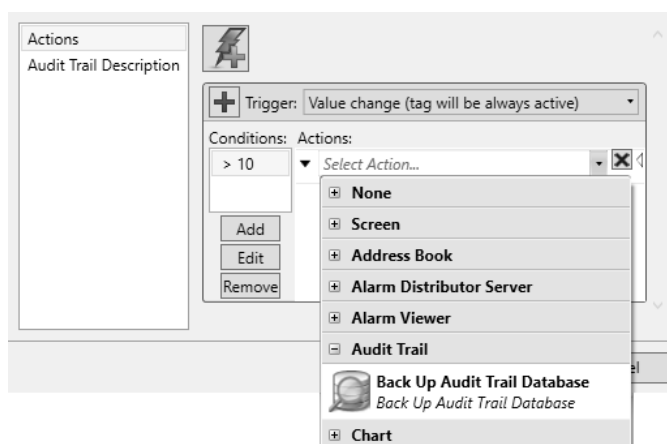 Actions
Audit Trail Description
Trigger: Value change (tag will be always active)
Conditions: Actions:
> 10
Select Action...
Add
Edit
Remove
None
Screen
Address Book
Alarm Distributor Server
Alarm Viewer
Audit Trail
Back Up Audit Trail Database
Back Up Audit Trail Database
Chart